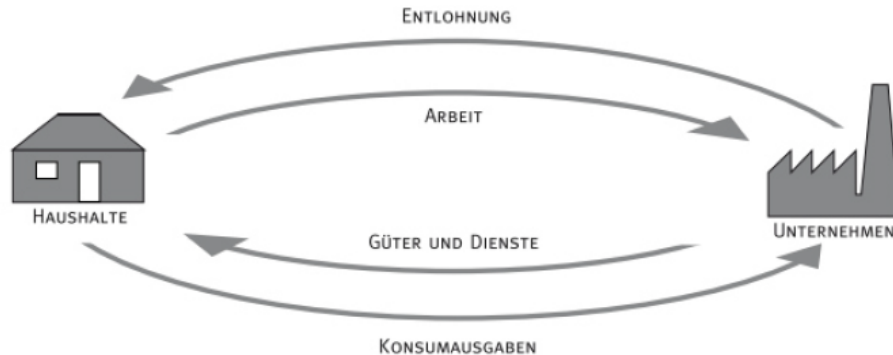 ENTLOHNUNG
ARBEIT
HAUSHALTE
UNTERNEHMEN
GÜTER UND DIENSTE
KONSUMAUSGABEN